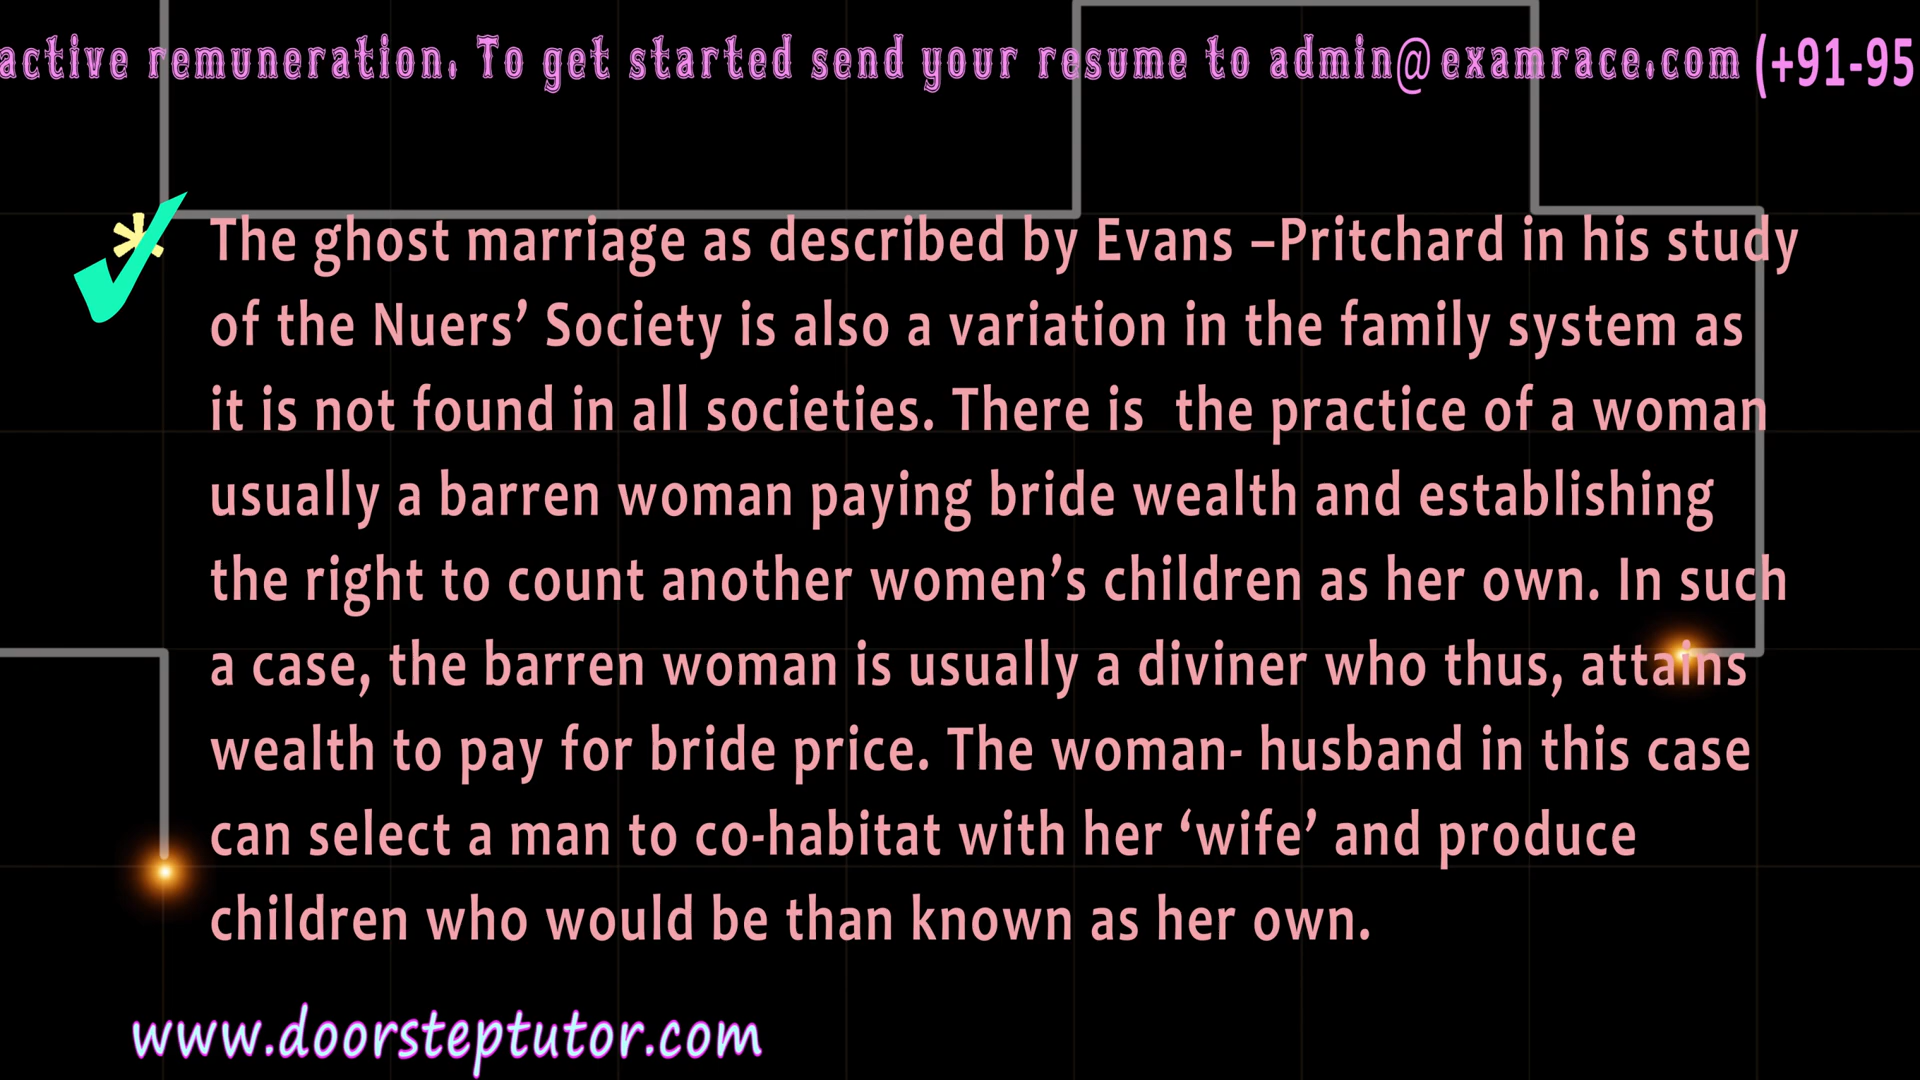 active remuneration. To get started send your resume to admin@examrace.com (+91-95
* The ghost marriage as described by Evans –Pritchard in his study
of the Nuers’ Society is also a variation in the family system as
it is not found in all societies. There is  the practice of a woman
usually a barren woman paying bride wealth and establishing
the right to count another women’s children as her own. In such
a case, the barren woman is usually a diviner who thus, attains
wealth to pay for bride price. The woman- husband in this case
can select a man to co-habitat with her ‘wife’ and produce
children who would be than known as her own.
www.doorsteptutor.com